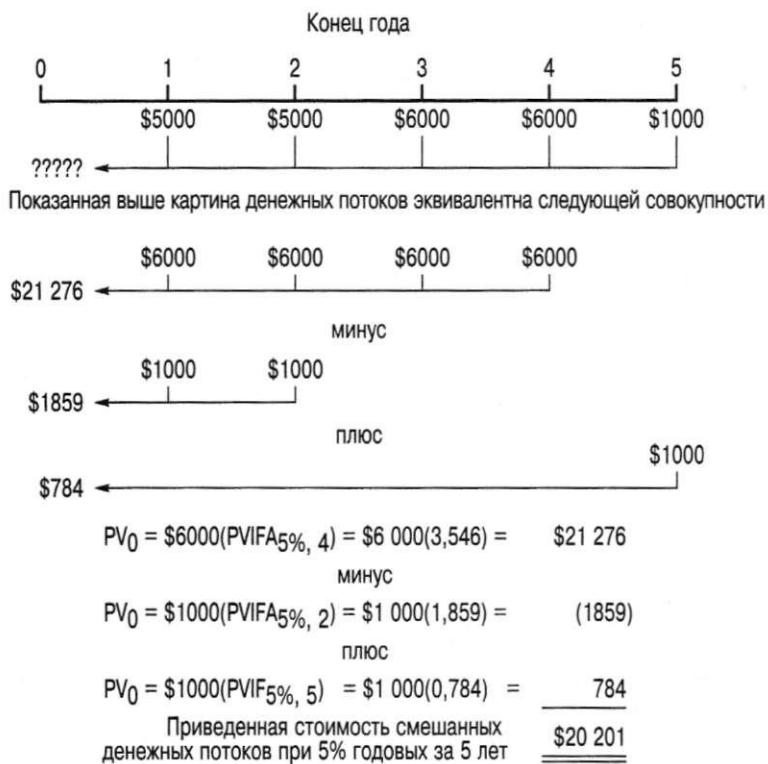 Конец года
0 1 2 3 4 5
$5000 $5000 $6000 $6000 $1000
?????
Показанная выше картина денежных потоков эквивалентна следующей совокупности
$6000 $6000 $6000 $6000
$21 276
минус
$1000 $1000
$1859
плюс
$1000
$784
PV0 = $6000(PVIFA5%, 4) = $6 000(3,546) = $21 276
минус
PV0 = $1000(PVIFA5%, 2) = $1 000(1,859) = (1859)
плюс
PV0 = $1000(PVIF5%, 5) = $1 000(0,784) = 784
Приведенная стоимость смешанных
денежных потоков при 5% годовых за 5 лет $20 201